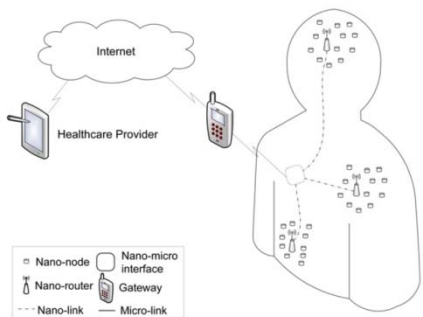 Internet
Healthcare Provider
Nano-node
Nano-micro
interface
Nano-router
Gateway
Nano-link
Micro-link